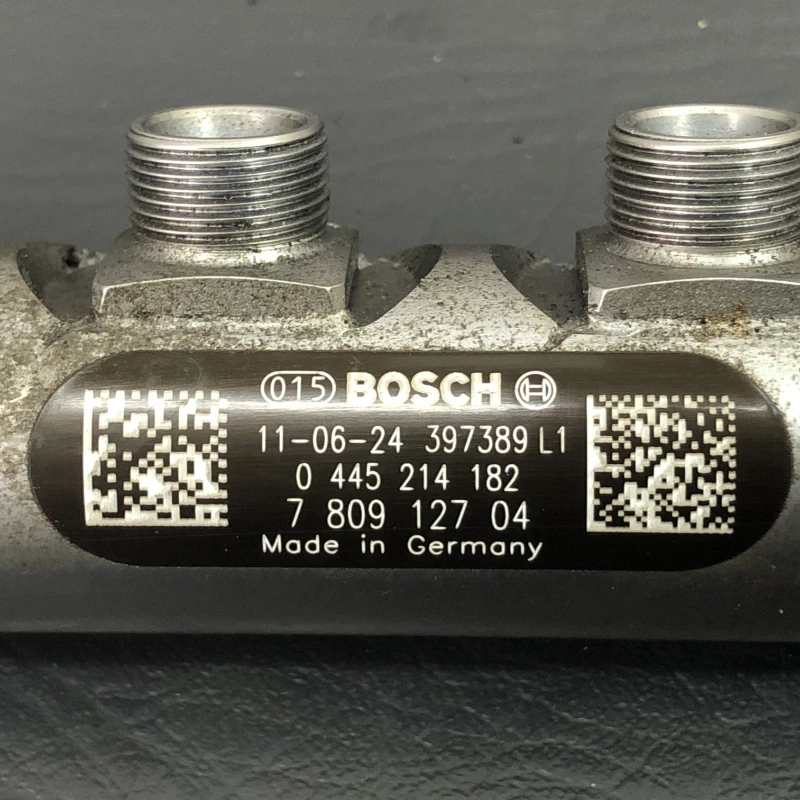 015 BOSCH
11-06-24 397389 L1
0 445 214 182
7 809 127 04
Made in Germany